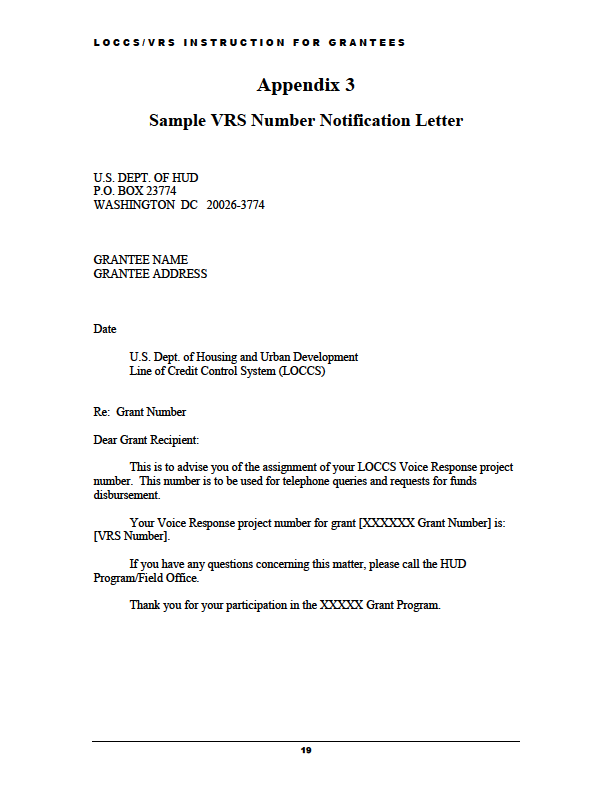 LOCCS/VRS INSTRUCTION FOR GRANTEES
Appendix 3
Sample VRS Number Notification Letter
U.S. DEPT. OF HUD
P.O. BOX 23774
WASHINGTON  DC   20026-3774
GRANTEE NAME
GRANTEE ADDRESS
Date
U.S. Dept. of Housing and Urban Development
Line of Credit Control System (LOCCS)
Re:  Grant Number
Dear Grant Recipient:
This is to advise you of the assignment of your LOCCS Voice Response project
number.  This number is to be used for telephone queries and requests for funds
disbursement.
Your Voice Response project number for grant [XXXXXX Grant Number] is:
[VRS Number].
If you have any questions concerning this matter, please call the HUD
Program/Field Office.
Thank you for your participation in the XXXXX Grant Program.
19